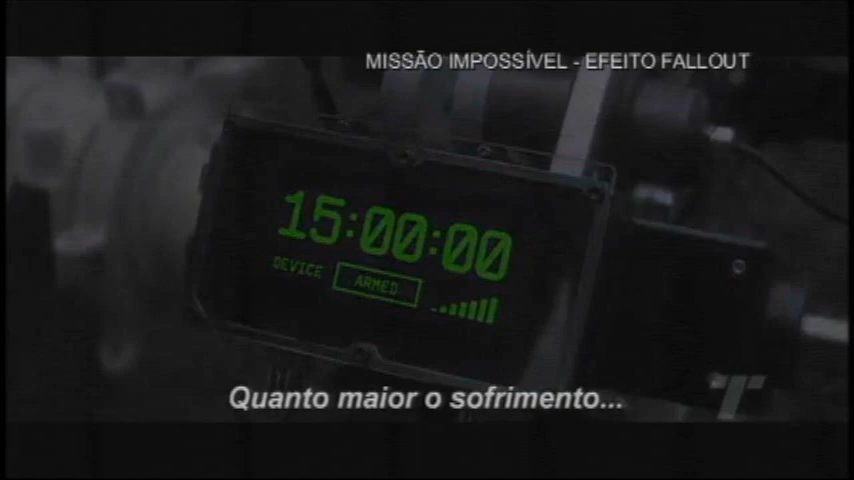 MISSÃO IMPOSSÍVEL - EFEITO FALLOUT
15:00:00
DEVICE ARMED
Quanto maior o sofrimento...